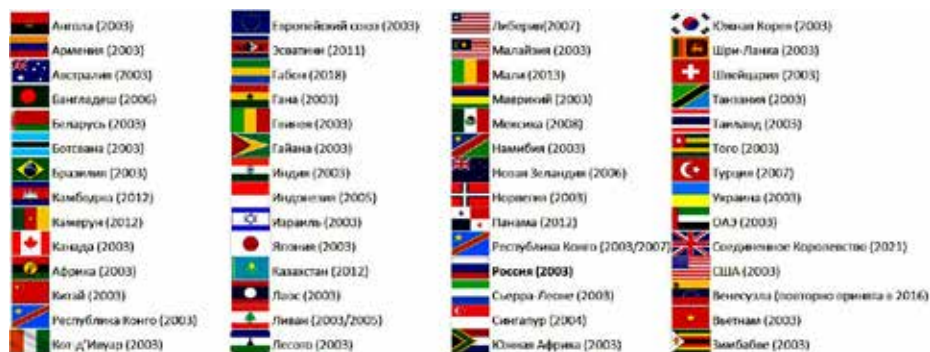 Ангола (2003)
Армения (2003)
Австралия (2003)
Бангладеш (2006)
Беларусь (2003)
Ботсвана (2003)
Бразилия (2003)
Камбоджа (2012)
Камерун (2012)
Канада (2003)
Африка (2003)
Китай (2003)
Республика Конго (2003)
Кот-д'Ивуар (2003)
Европейский союз (2003)
Эсватини (2011)
Габон (2018)
Гана (2003)
Гвинея (2003)
Гайана (2003)
Индия (2003)
Индонезия (2005)
Израиль (2003)
Япония (2003)
Казахстан (2012)
Лаос (2003)
Ливан (2003/2005)
Лесото (2003)
Либерия(2007)
Малайзия (2003)
Мали (2013)
Маврикий (2003)
Мексика (2008)
Намибия (2003)
Новая Зеландия (2006)
Норвегия (2003)
Панама (2012)
Республика Конго (2003/2007)
Россия (2003)
Сьерра-Леоне (2003)
Сингапур (2004)
Южная Африка (2003)
Южная Корея (2003)
Шри-Ланка (2003)
Швейцария (2003)
Танзания (2003)
Таиланд (2003)
Того (2003)
Турция (2007)
Украина (2003)
ОАЭ (2003)
Соединенное Королевство (2021)
США (2003)
Венесуэла (повторно принята в 2016)
Вьетнам (2003)
Зимбабве (2003)